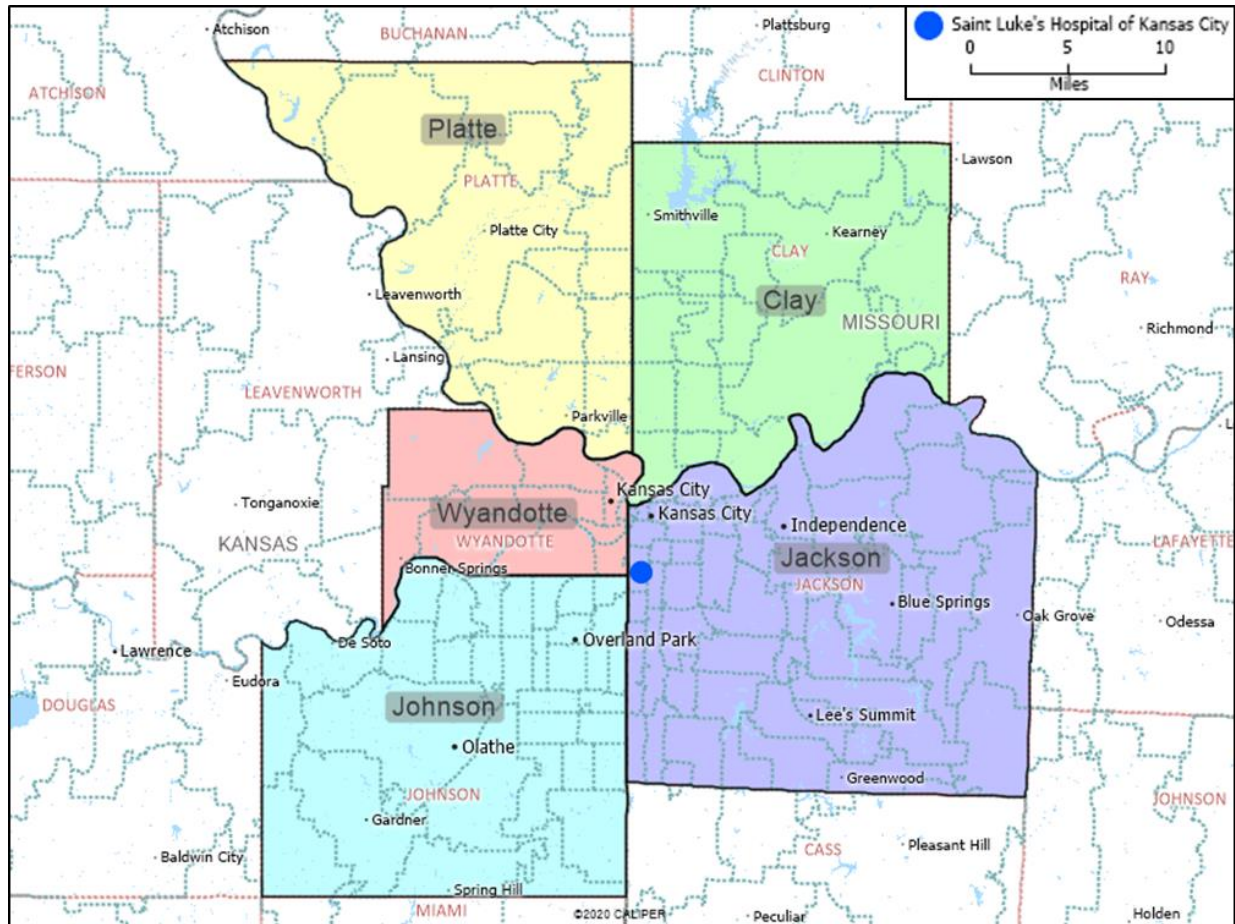 Atchison
BUCHANAN
Plattsburg
Saint Luke's Hospital of Kansas City
0 5 10
Miles
CLINTON
ATCHISON
Platte
PLATTE
Lawson
Smithville
Kearney
Platte City
CLAY
RAY
Leavenworth
Clay
MISSOURI
Richmond
Lansing
FERSON
LEAVENWORTH
Parkville
L
Kansas City
Tonganoxie
Wyandotte
Kansas City
Independence
KANSAS
WYANDOTTE
LAFAYETTE
Jackson
Bonner Springs
JACKSON
Blue Springs
Oak Grove
Odessa
De Soto
Overland Park
Lawrence
Eudora
DOUGLAS
Johnson
Lee's Summit
Olathe
Greenwood
JOHNSON
JOHNSON
Gardner
Baldwin City
CASS
Pleasant Hill
Spring Hill
MIAMI
©2020 CALIPER
Peculiar
Holden